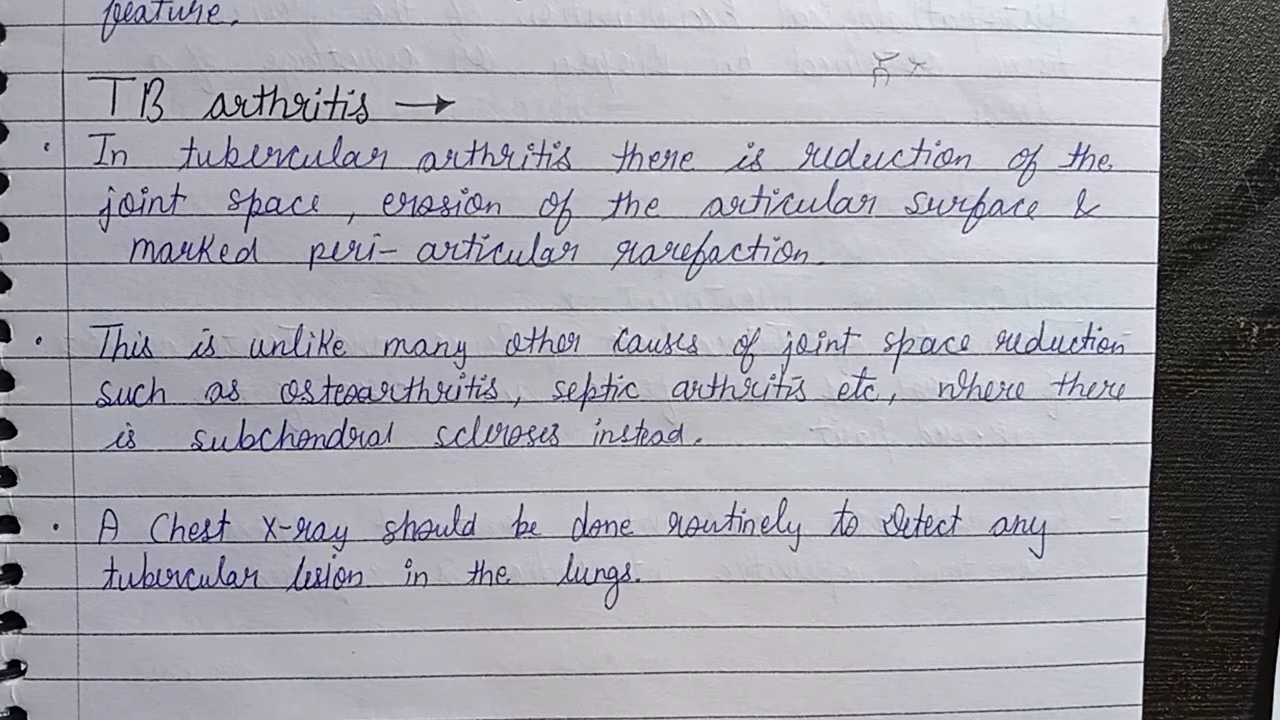 feature.
TB arthritis →
• In tubercular arthritis there is reduction of the
joint space, erosion of the articular surface &
marked peri-articular rarefaction.
• This is unlike many other causes of joint space reduction
such as osteoarthritis, septic arthritis etc, where there
is subchondral sclerosis instead.
• A Chest X-ray should be done routinely to detect any
tubercular lesion in the lungs.